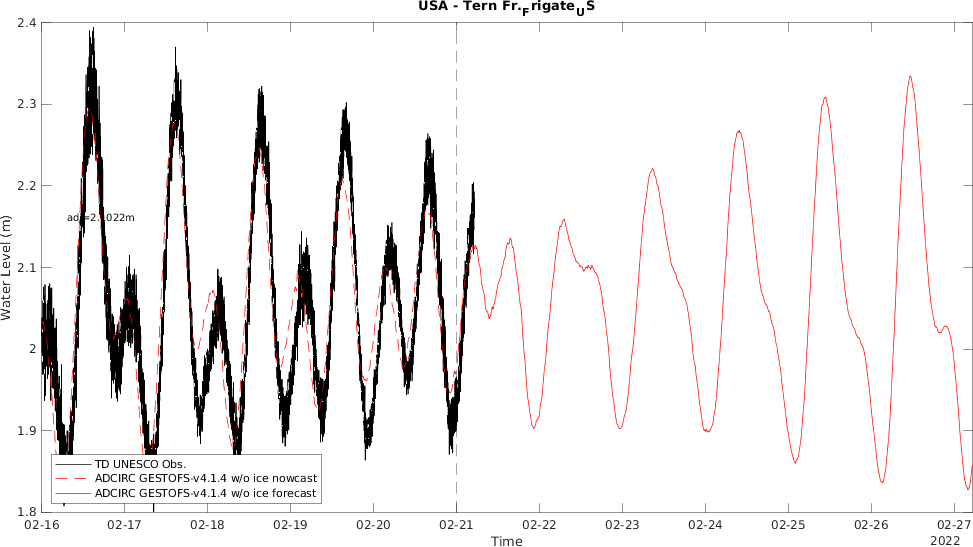 USA - Tern Fr.FrigateUS
2.4
2.3
2.2
2.1
2
1.9
1.8
Water Level (m)
TD UNESCO Obs.
ADCIRC GESTOFS-v4.1.4 w/o ice nowcast
ADCIRC GESTOFS-v4.1.4 w/o ice forecast
02-16 02-17 02-18 02-19 02-20 02-21 02-22 02-23 02-24 02-25 02-26 02-27
Time
2022